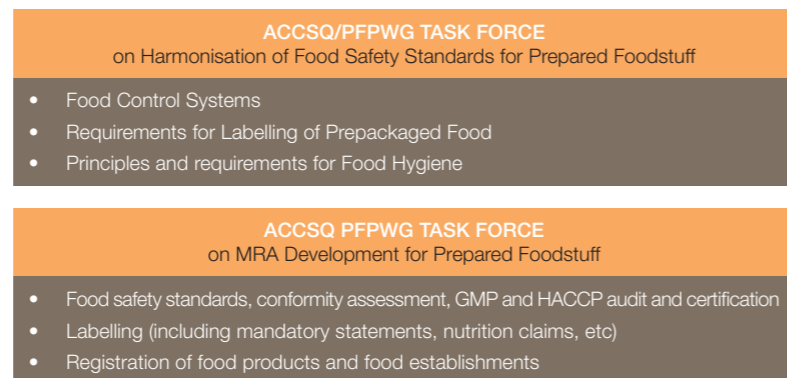 ACCSQ/PFPWG TASK FORCE
on Harmonisation of Food Safety Standards for Prepared Foodstuff
• Food Control Systems
• Requirements for Labelling of Prepackaged Food
• Principles and requirements for Food Hygiene
ACCSQ PFPWG TASK FORCE
on MRA Development for Prepared Foodstuff
• Food safety standards, conformity assessment, GMP and HACCP audit and certification
• Labelling (including mandatory statements, nutrition claims, etc)
• Registration of food products and food establishments